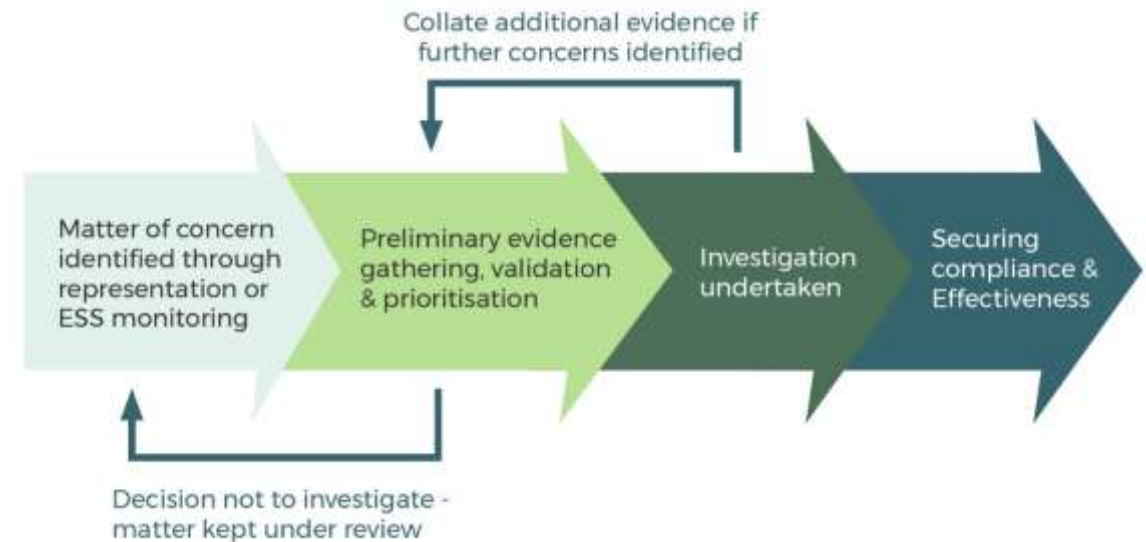 Collate additional evidence if
further concerns identified
Matter of concern
identified through
representation or
ESS monitoring
Preliminary evidence
gathering, validation
& prioritisation
Investigation
undertaken
Securing
compliance &
Effectiveness
Decision not to investigate -
matter kept under review